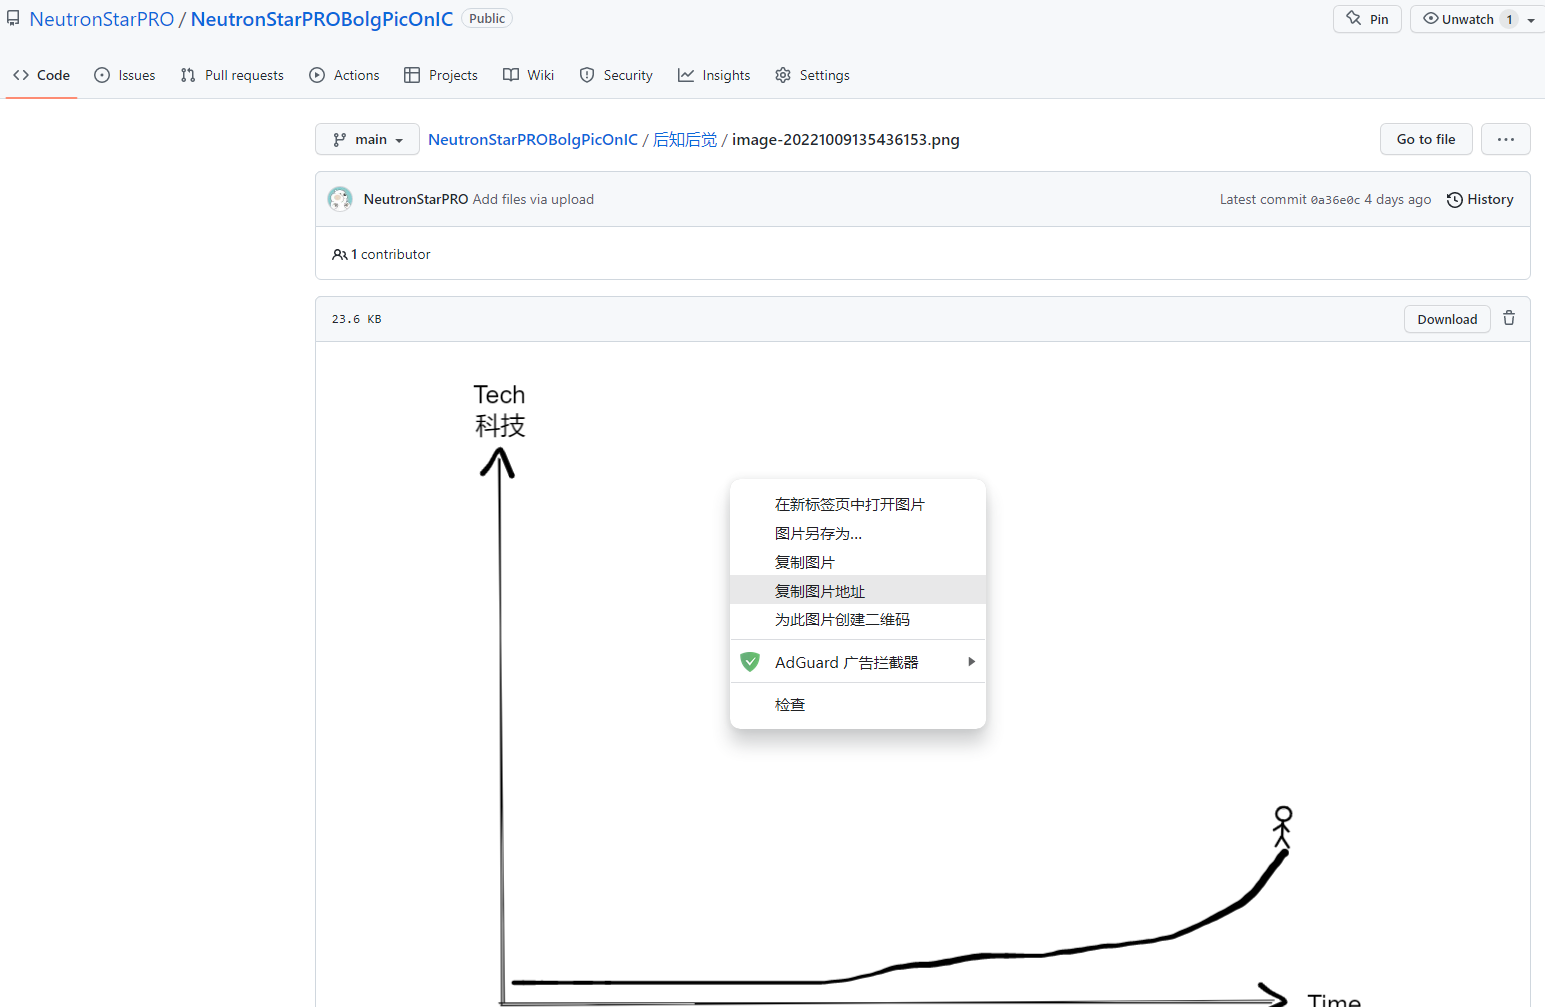 NeutronStarPRO / NeutronStarPROBolgPicOnIC Public
Pin
Unwatch 1
Code Issues Pull requests Actions Projects Wiki Security Insights Settings
main NeutronStarPROBolgPicOnIC / 后知后觉 / image-20221009135436153.png
Go to file ...
NeutronStarPRO Add files via upload
Latest commit 0a36e0c 4 days ago History
1 contributor
23.6 KB
Download
Tech
科技
在新标签页中打开图片
图片另存为...
复制图片
复制图片地址
为此图片创建二维码
AdGuard 广告拦截器
检查
Time